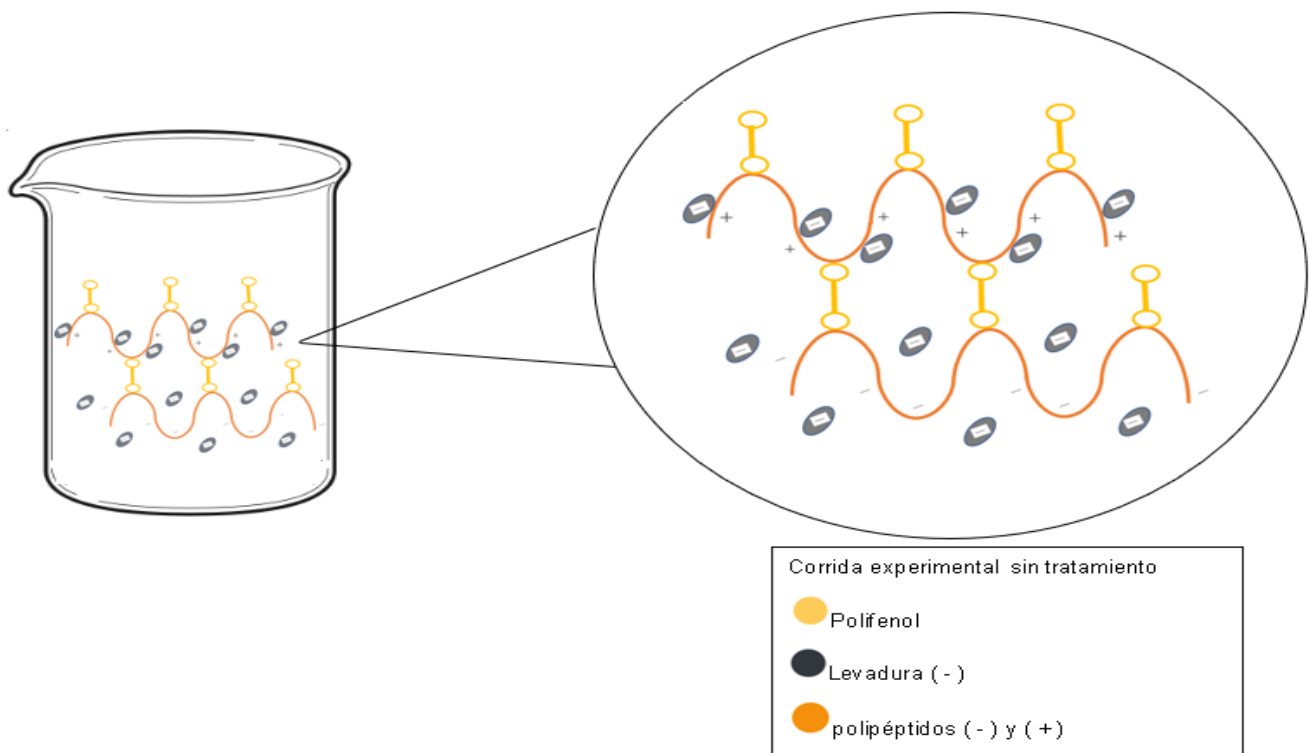 Corrida experimental sin tratamiento
Polifenol
Levadura ( - )
polipéptidos ( - ) y ( + )